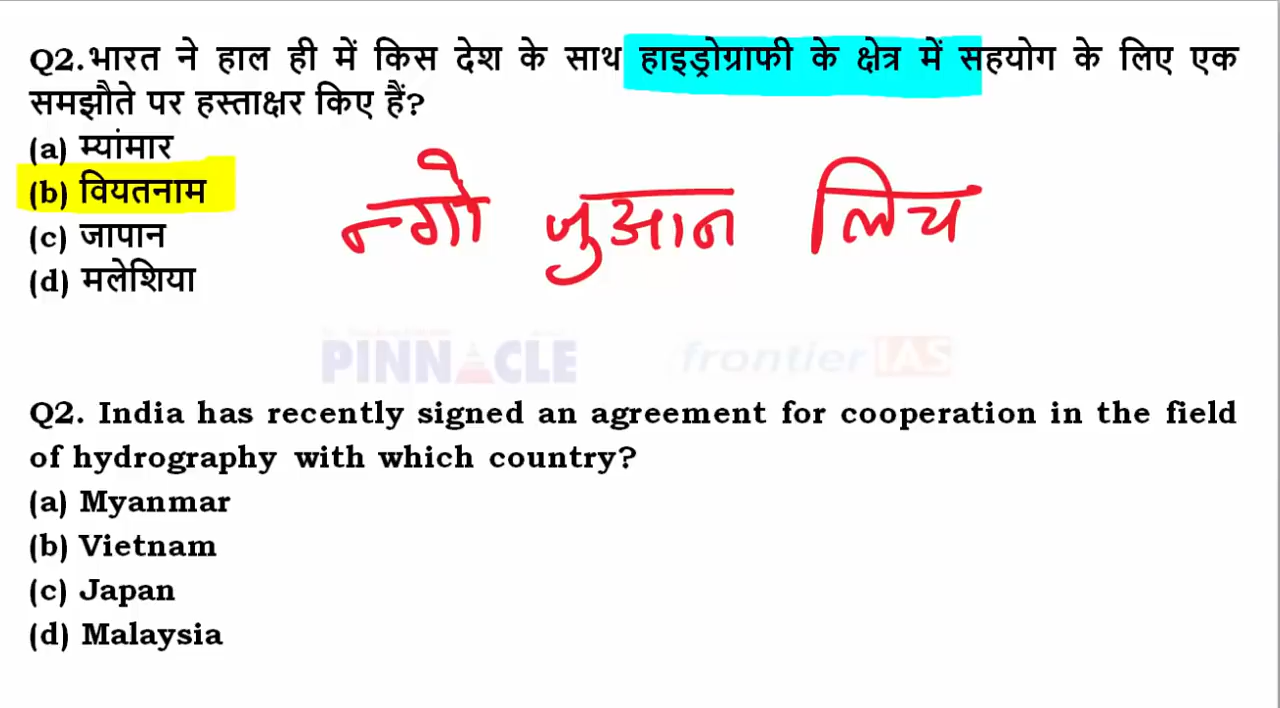 Q2.भारत ने हाल ही में किस देश के साथ हाइड्रोग्राफी के क्षेत्र में सहयोग के लिए एक
समझौते पर हस्ताक्षर किए हैं?
(a) म्यांमार
(b) वियतनाम
(c) जापान
(d) मलेशिया
न्गो जुआन लिच
PINNACLE frontier IAS
Q2. India has recently signed an agreement for cooperation in the field
of hydrography with which country?
(a) Myanmar
(b) Vietnam
(c) Japan
(d) Malaysia